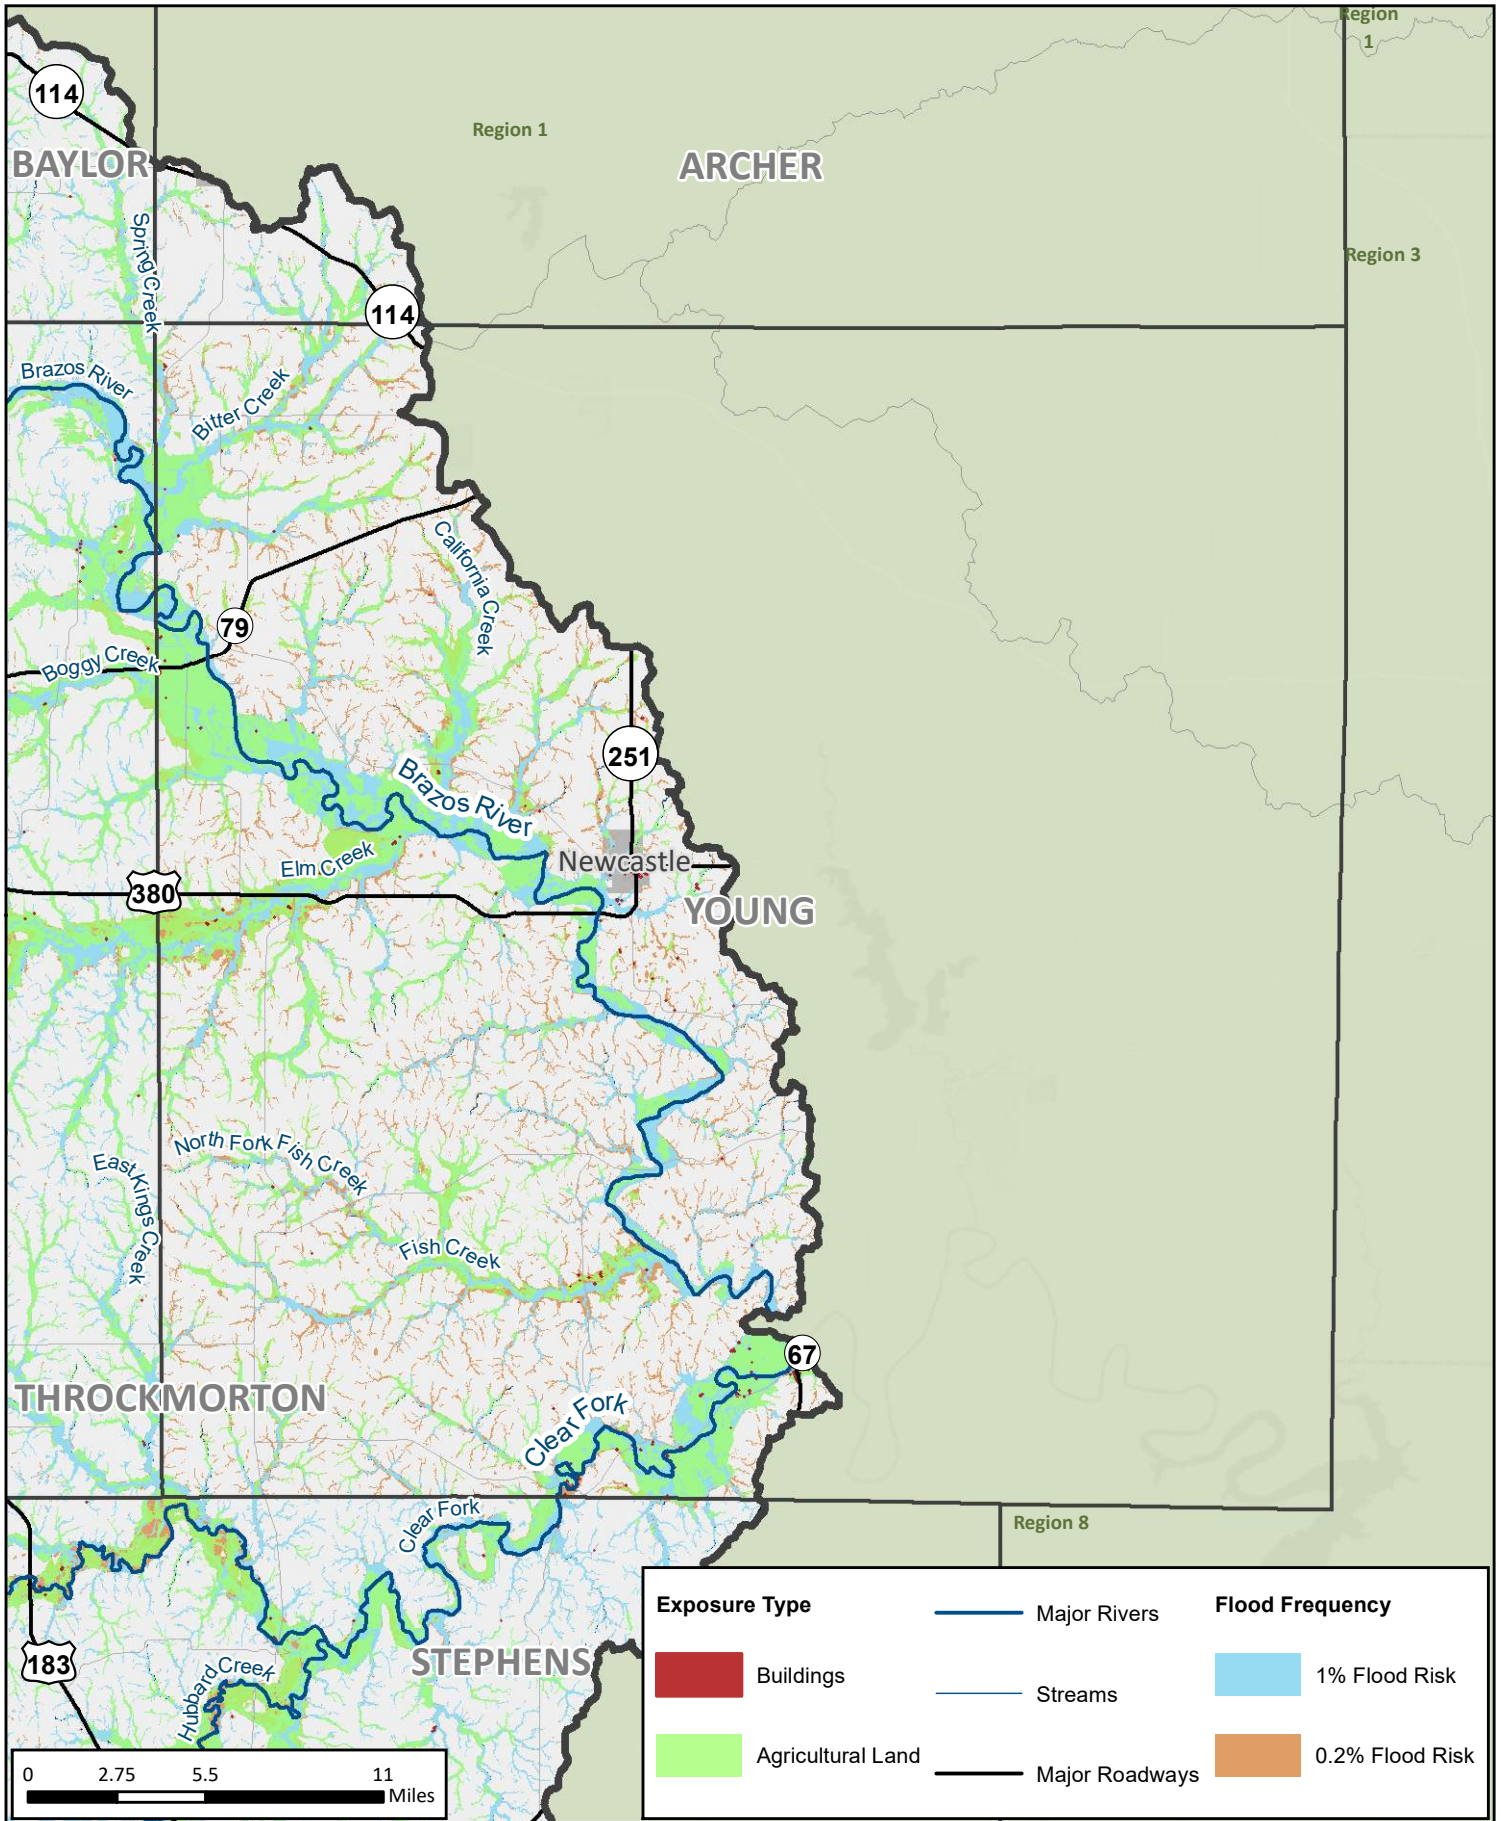 Region
1
114
Region 1
BAYLOR
ARCHER
Spring Creek
Region 3
114
Brazos River
Bitter Creek
California Creek
79
Boggy Creek
251
Brazos River
Elm Creek
Newcastle
380
YOUNG
North Fork Fish Creek
East Kings Creek
Fish Creek
67
THROCKMORTON
Clear Fork
Clear Fork
Region 8
183
Hubbard Creek
STEPHENS
Exposure Type
Buildings
Agricultural Land
Major Rivers
Streams
Major Roadways
Flood Frequency
1% Flood Risk
0.2% Flood Risk
0 2.75 5.5 11
Miles